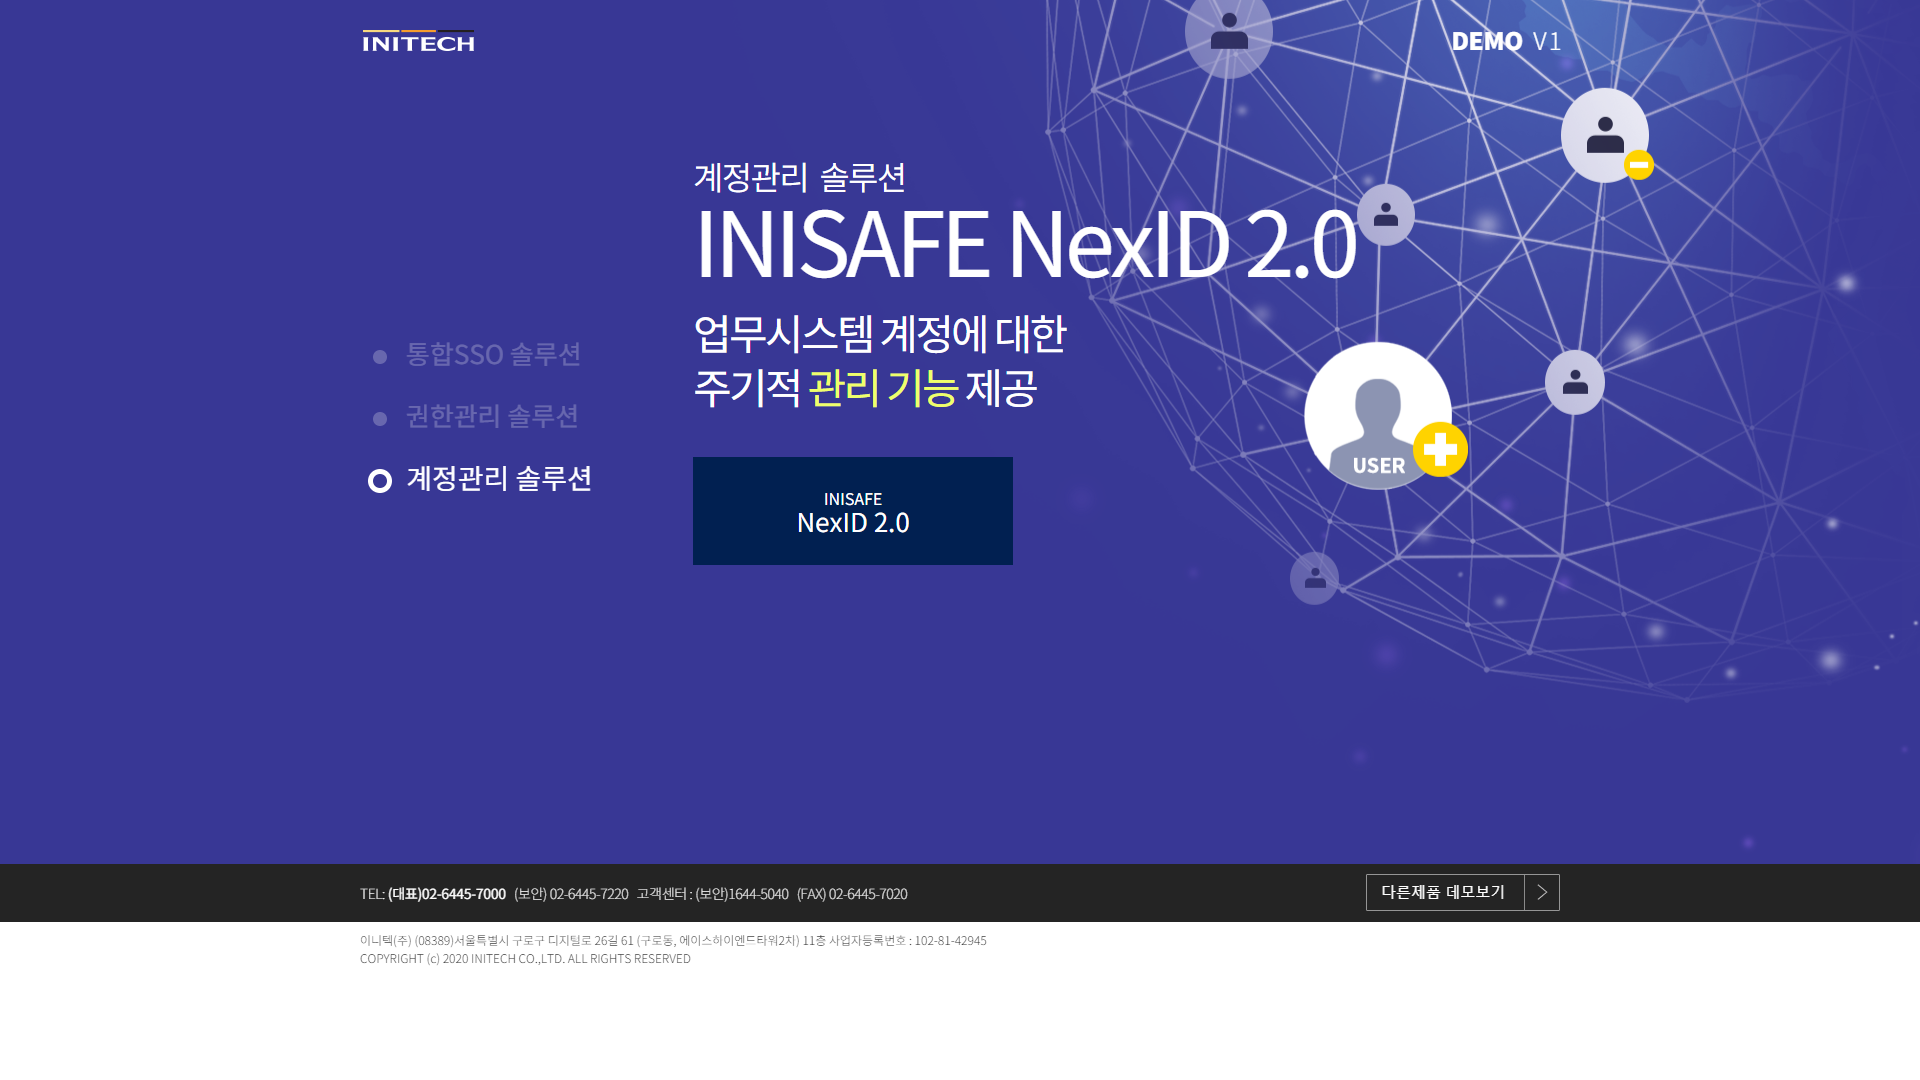 INITECH
DEMO V1
계정관리 솔루션
INISAFE NexID 2.0
업무시스템 계정에 대한
주기적 관리 기능 제공
통합SSO 솔루션
권한관리 솔루션
계정관리 솔루션
INISAFE
NexID 2.0
USER
TEL: (대표)02-6445-7000 (보안) 02-6445-7220 고객센터 : (보안)1644-5040 (FAX) 02-6445-7020
다른제품 데모보기
이니텍(주) (08389)서울특별시 구로구 디지털로 26길 61 (구로동, 에이스하이엔드타워2차) 11층 사업자등록번호 : 102-81-42945
COPYRIGHT (c) 2020 INITECH CO.,LTD. ALL RIGHTS RESERVED